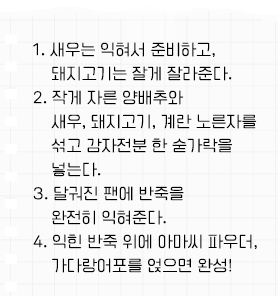 1. 새우는 익혀서 준비하고,
돼지고기는 잘게 잘라준다.
2. 작게 자른 양배추와
새우, 돼지고기, 계란 노른자를
섞고 감자전분 한 숟가락을
넣는다.
3. 달궈진 팬에 반죽을
완전히 익혀준다.
4. 익힌 반죽 위에 아마씨 파우더,
가다랑어포를 얹으면 완성!